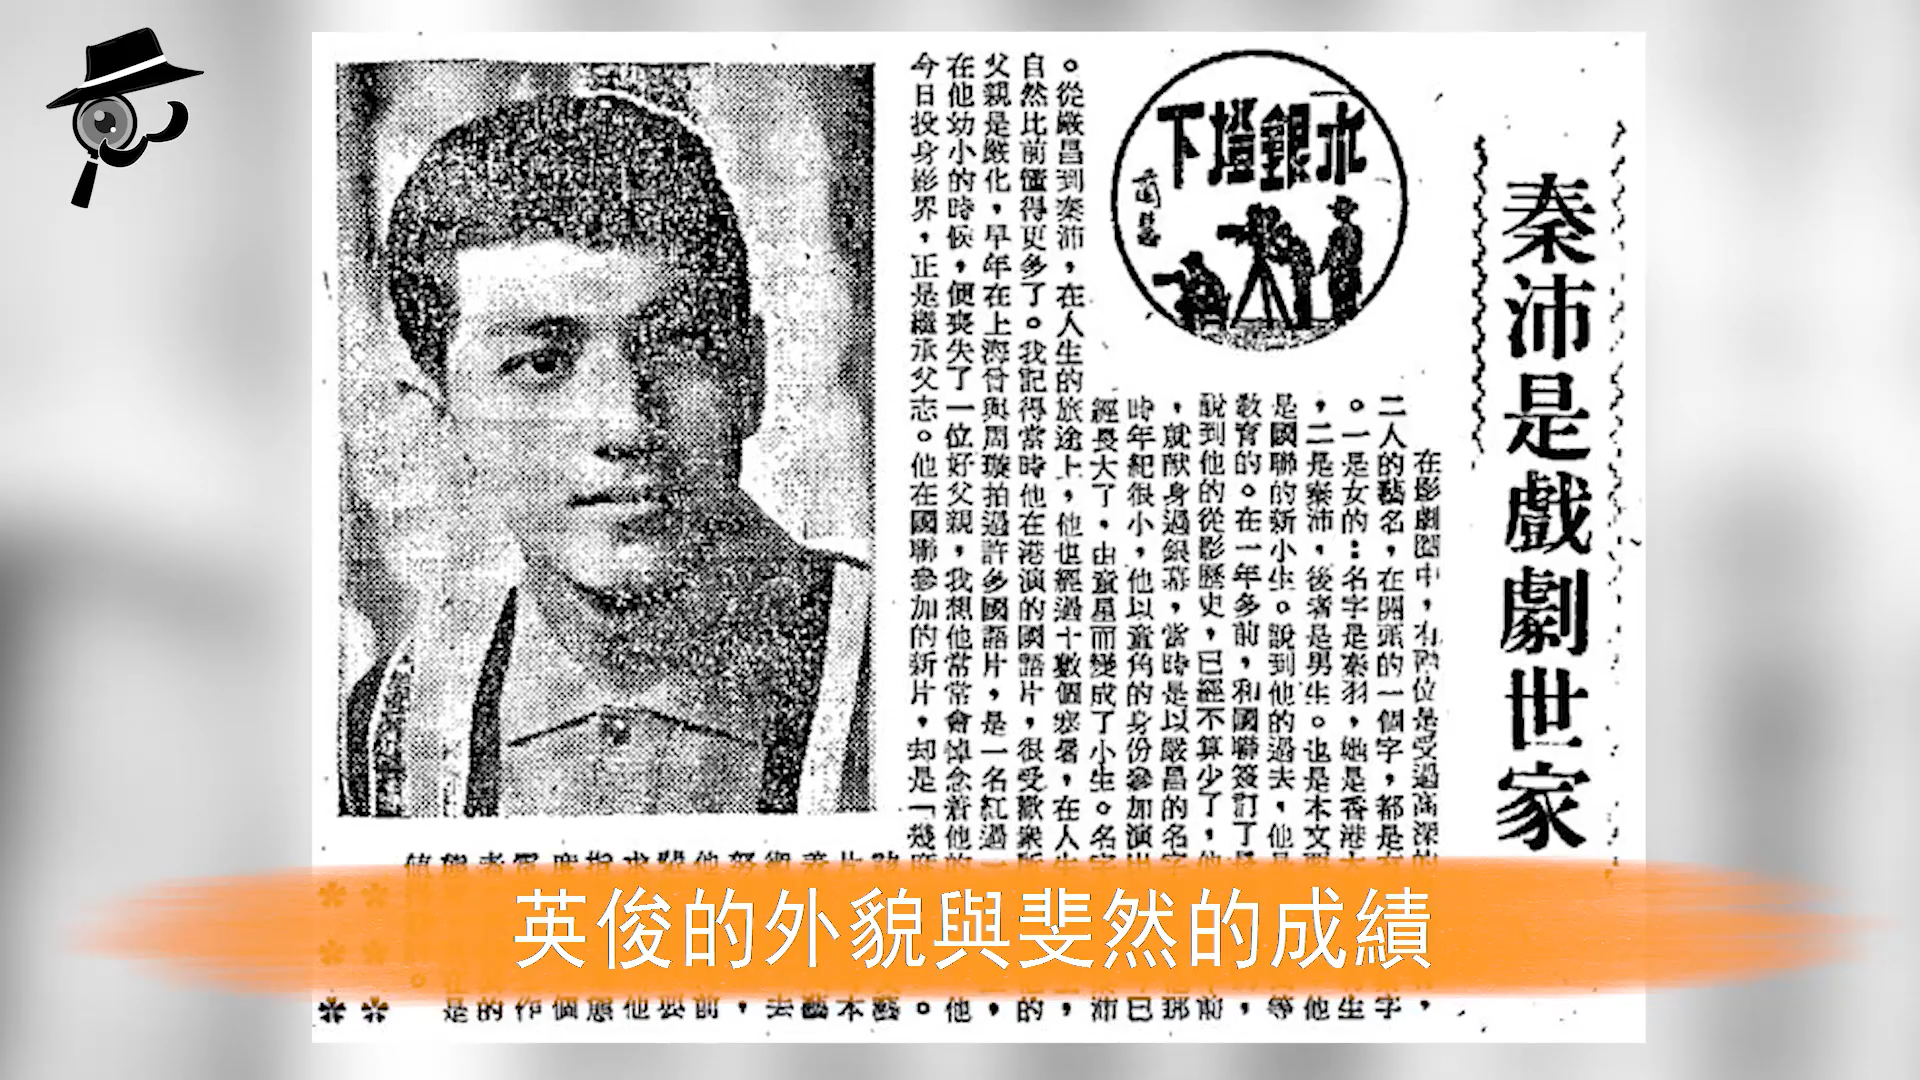 秦沛是戲劇世家
水銀燈下
在影劇圈中，有兩位是受過高深的
二人的藝名，在開頭的一個字，都是
。一是女的：名字是秦羽，她是香港大
，二是秦沛，後者是男生。也是本文
是國聯的新小生。說到他的過去，他是
教育的。在一年多前，和國聯簽訂了
說到他的從影歷史，已經不算少了，他
，就献身過銀幕，當時是以嚴昌的名字
時年紀很小，他以童角的身份參加演出
經長大了，由童星而變成了小生。名字
。從嚴昌到秦沛，在人生的旅途上，他也經過十數個寒暑，在人生
自然比前懂得更多了。我記得當時他在港演的國語片，很受歡眾
父親是嚴化，早年在上海曾與周璇拍過許多國語片，是一名紅過一
在他幼小的時候，便喪失了一位好父親，我想他常常會悼念着他的
今日投身影界，正是繼承父志。他在國聯參加的新片，却是「幾度
英俊的外貌與斐然的成績